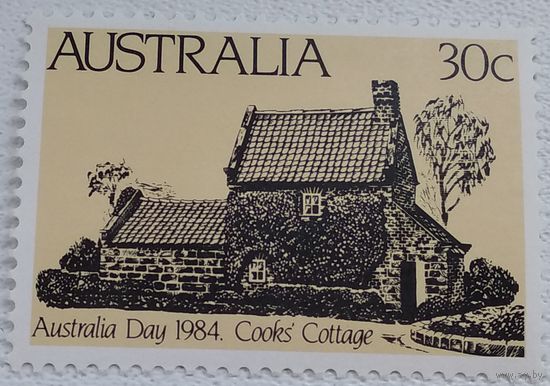 AUSTRALIA 30c
Australia Day 1984. Cooks' Cottage